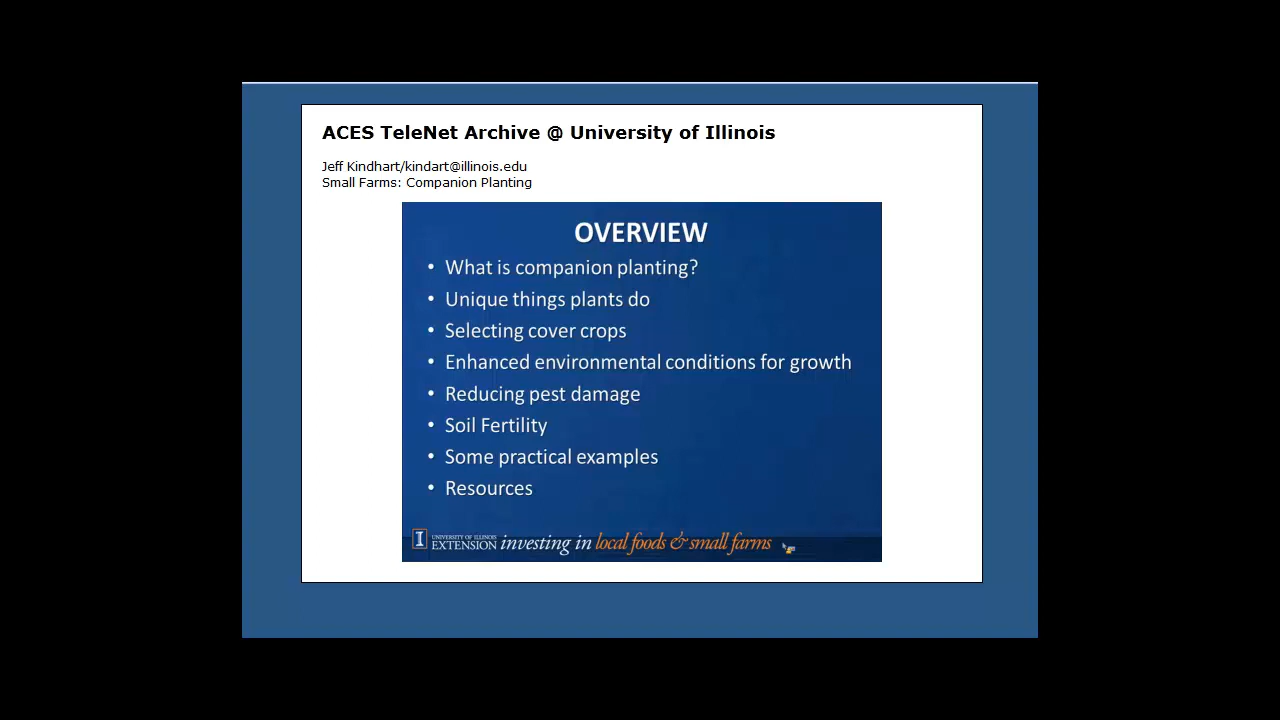 ACES TeleNet Archive @ University of Illinois
Jeff Kindhart/kindart@illinois.edu
Small Farms: Companion Planting
OVERVIEW
• What is companion planting?
• Unique things plants do
• Selecting cover crops
• Enhanced environmental conditions for growth
• Reducing pest damage
• Soil Fertility
• Some practical examples
• Resources
I UNIVERSITY OF ILLINOIS
EXTENSION investing in local foods & small farms